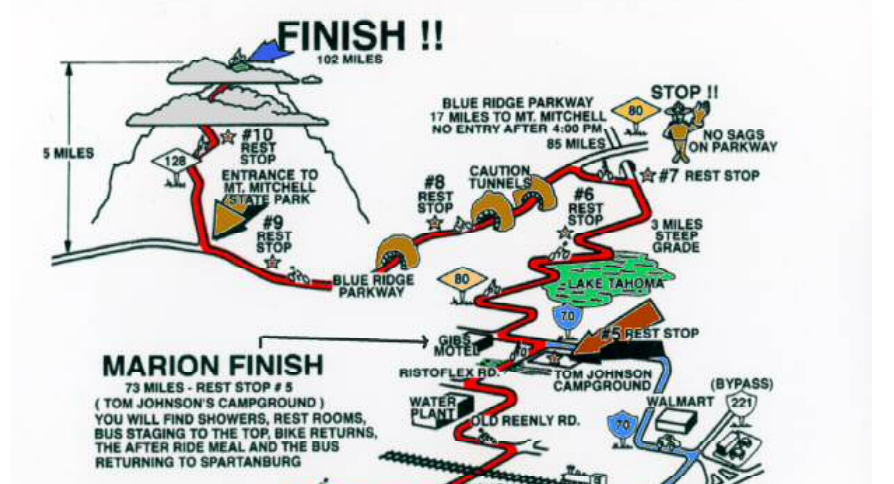 FINISH !!
102 MILES
5 MILES
#10
REST
STOP
128
ENTRANCE TO
MT. MITCHELL
STATE PARK
#9
REST
STOP
BLUE RIDGE
PARKWAY
#8
REST
STOP
CAUTION
TUNNELS
BLUE RIDGE PARKWAY
17 MILES TO MT. MITCHELL
NO ENTRY AFTER 4:00 PM
85 MILES
80
STOP !!
NO SAGS
ON PARKWAY
#7 REST STOP
#6
REST
STOP
3 MILES
STEEP
GRADE
80
LAKE TAHOMA
70
#5 REST STOP
GIBS
MOTEL
RISTOFLEX RD.
TOM JOHNSON
CAMPGROUND
MARION FINISH
73 MILES - REST STOP # 5
( TOM JOHNSON'S CAMPGROUND )
YOU WILL FIND SHOWERS, REST ROOMS,
BUS STAGING TO THE TOP, BIKE RETURNS,
THE AFTER RIDE MEAL AND THE BUS
RETURNING TO SPARTANBURG
WATER
PLANT
OLD REENLY RD.
WALMART
(BYPASS)
221
70